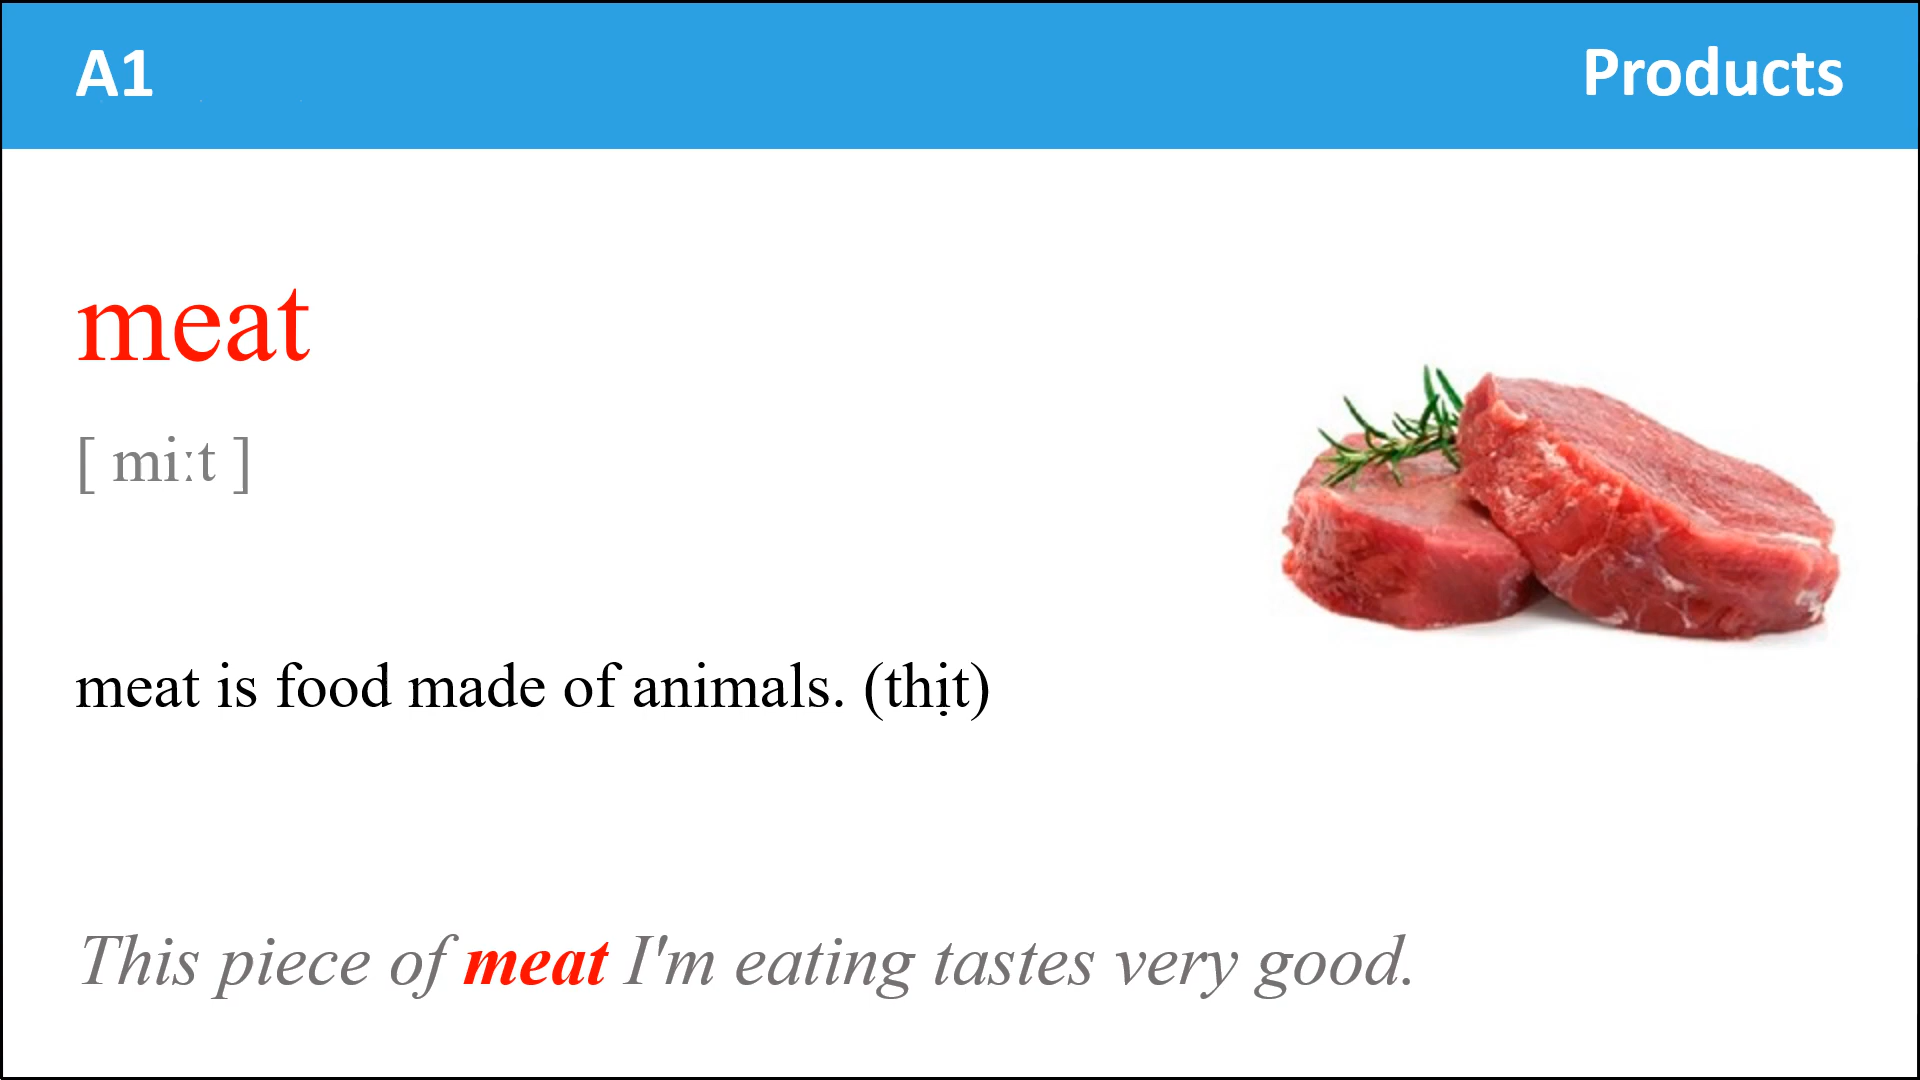 A1
Products
meat
[ mi:t ]
meat is food made of animals. (thịt)
This piece of meat I'm eating tastes very good.